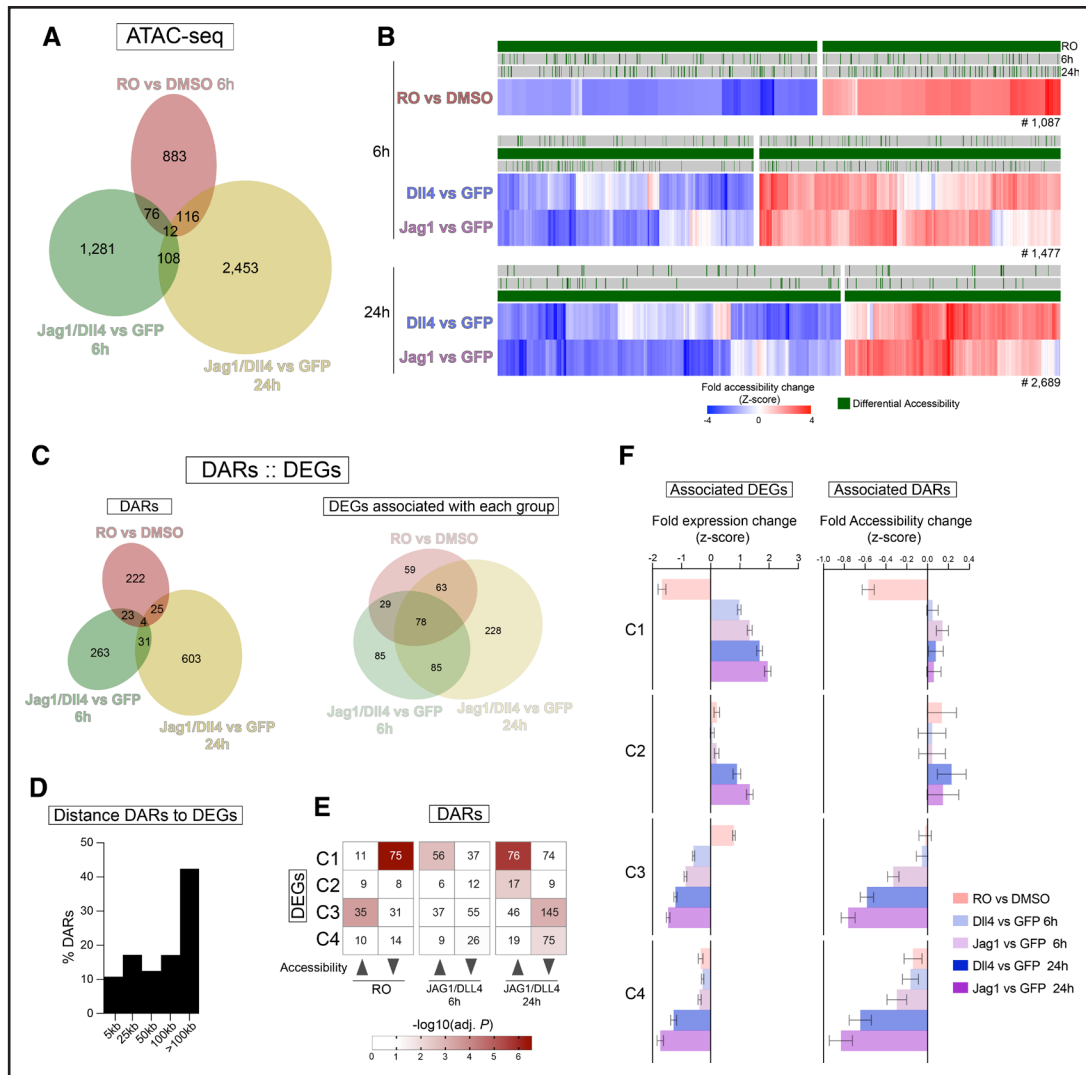 A
ATAC-seq
RO vs DMSO 6h
883
76
116
12
1,281
108
2,453
Jag1/Dll4 vs GFP
6h
Jag1/Dll4 vs GFP
24h
B
RO
6h
24h
RO vs DMSO
# 1,087
6h
Dll4 vs GFP
Jag1 vs GFP
# 1,477
24h
Dll4 vs GFP
Jag1 vs GFP
# 2,689
Fold accessibility change
(Z-score)
-4
0
4
Differential Accessibility
C
DARs :: DEGs
DARs
RO vs DMSO
222
23
25
4
31
263
603
Jag1/Dll4 vs GFP
6h
Jag1/Dll4 vs GFP
24h
DEGs associated with each group
RO vs DMSO
59
29
63
78
228
85
85
Jag1/Dll4 vs GFP
6h
Jag1/Dll4 vs GFP
24h
D
Distance DARs to DEGs
% DARs
50
40
30
20
10
0
5kb
25kb
50kb
100kb
>100kb
E
DARs
DEGs
C1 11 75 56 37 76 74
C2 9 8 6 12 17 9
C3 35 31 37 55 46 145
C4 10 14 9 26 19 75
Accessibility
RO
JAG1/DLL4
6h
JAG1/DLL4
24h
-log10(adj. P)
0 1 2 3 4 5 6
F
Associated DEGs
Fold expression change
(z-score)
-2 -1 0 1 2 3
Associated DARs
Fold Accessibility change
(z-score)
-1.0 -0.8 -0.6 -0.4 -0.2 0.0 0.2 0.4
C1
C2
C3
C4
RO vs DMSO
Dll4 vs GFP 6h
Jag1 vs GFP 6h
Dll4 vs GFP 24h
Jag1 vs GFP 24h